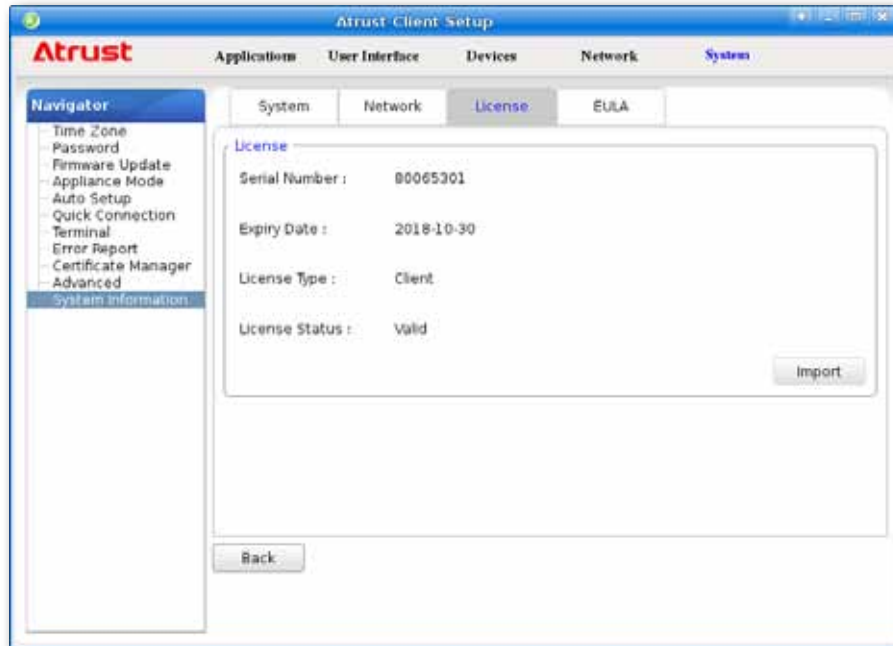 Atrust Client Setup
Atrust
Applications User Interface Devices Network System
Navigator
Time Zone
Password
Firmware Update
Appliance Mode
Auto Setup
Quick Connection
Terminal
Error Report
Certificate Manager
Advanced
System Information
System Network License EULA
License
Serial Number : 80065301
Expiry Date : 2018-10-30
License Type : Client
License Status : Valid
Import
Back